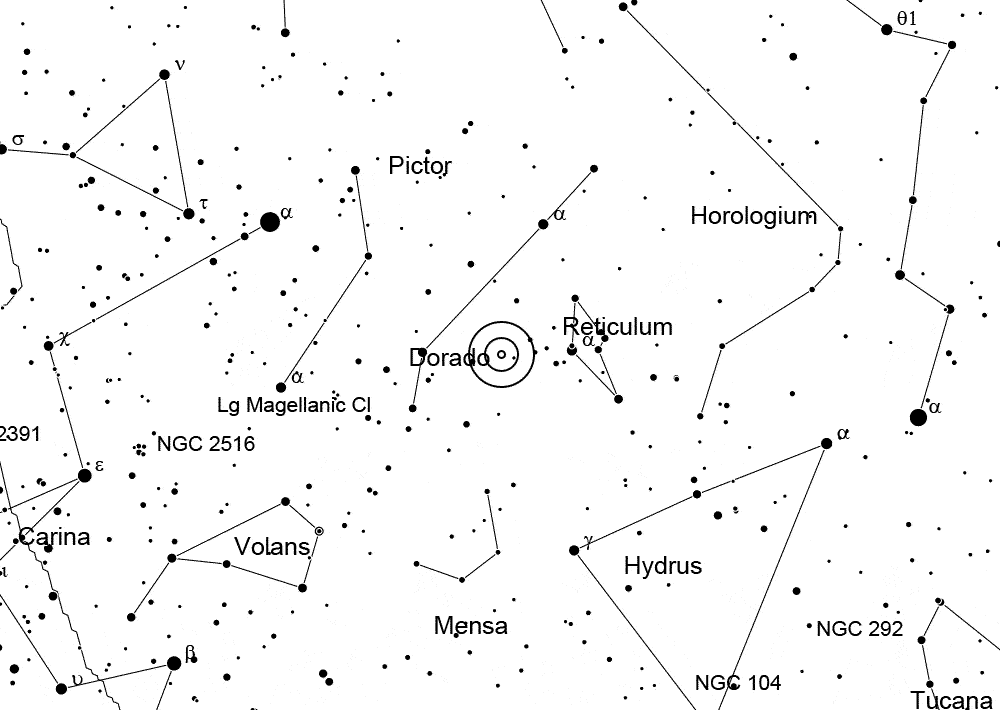 θ1
ν
σ
Pictor
τ
α
α
Horologium
χ
Reticulum
α
Dorado
α
Lg Magellanic Cl
α
2391
NGC 2516
α
ε
Carina
Volans
γ
Hydrus
ι
Mensa
NGC 292
β
υ
NGC 104
Tucana